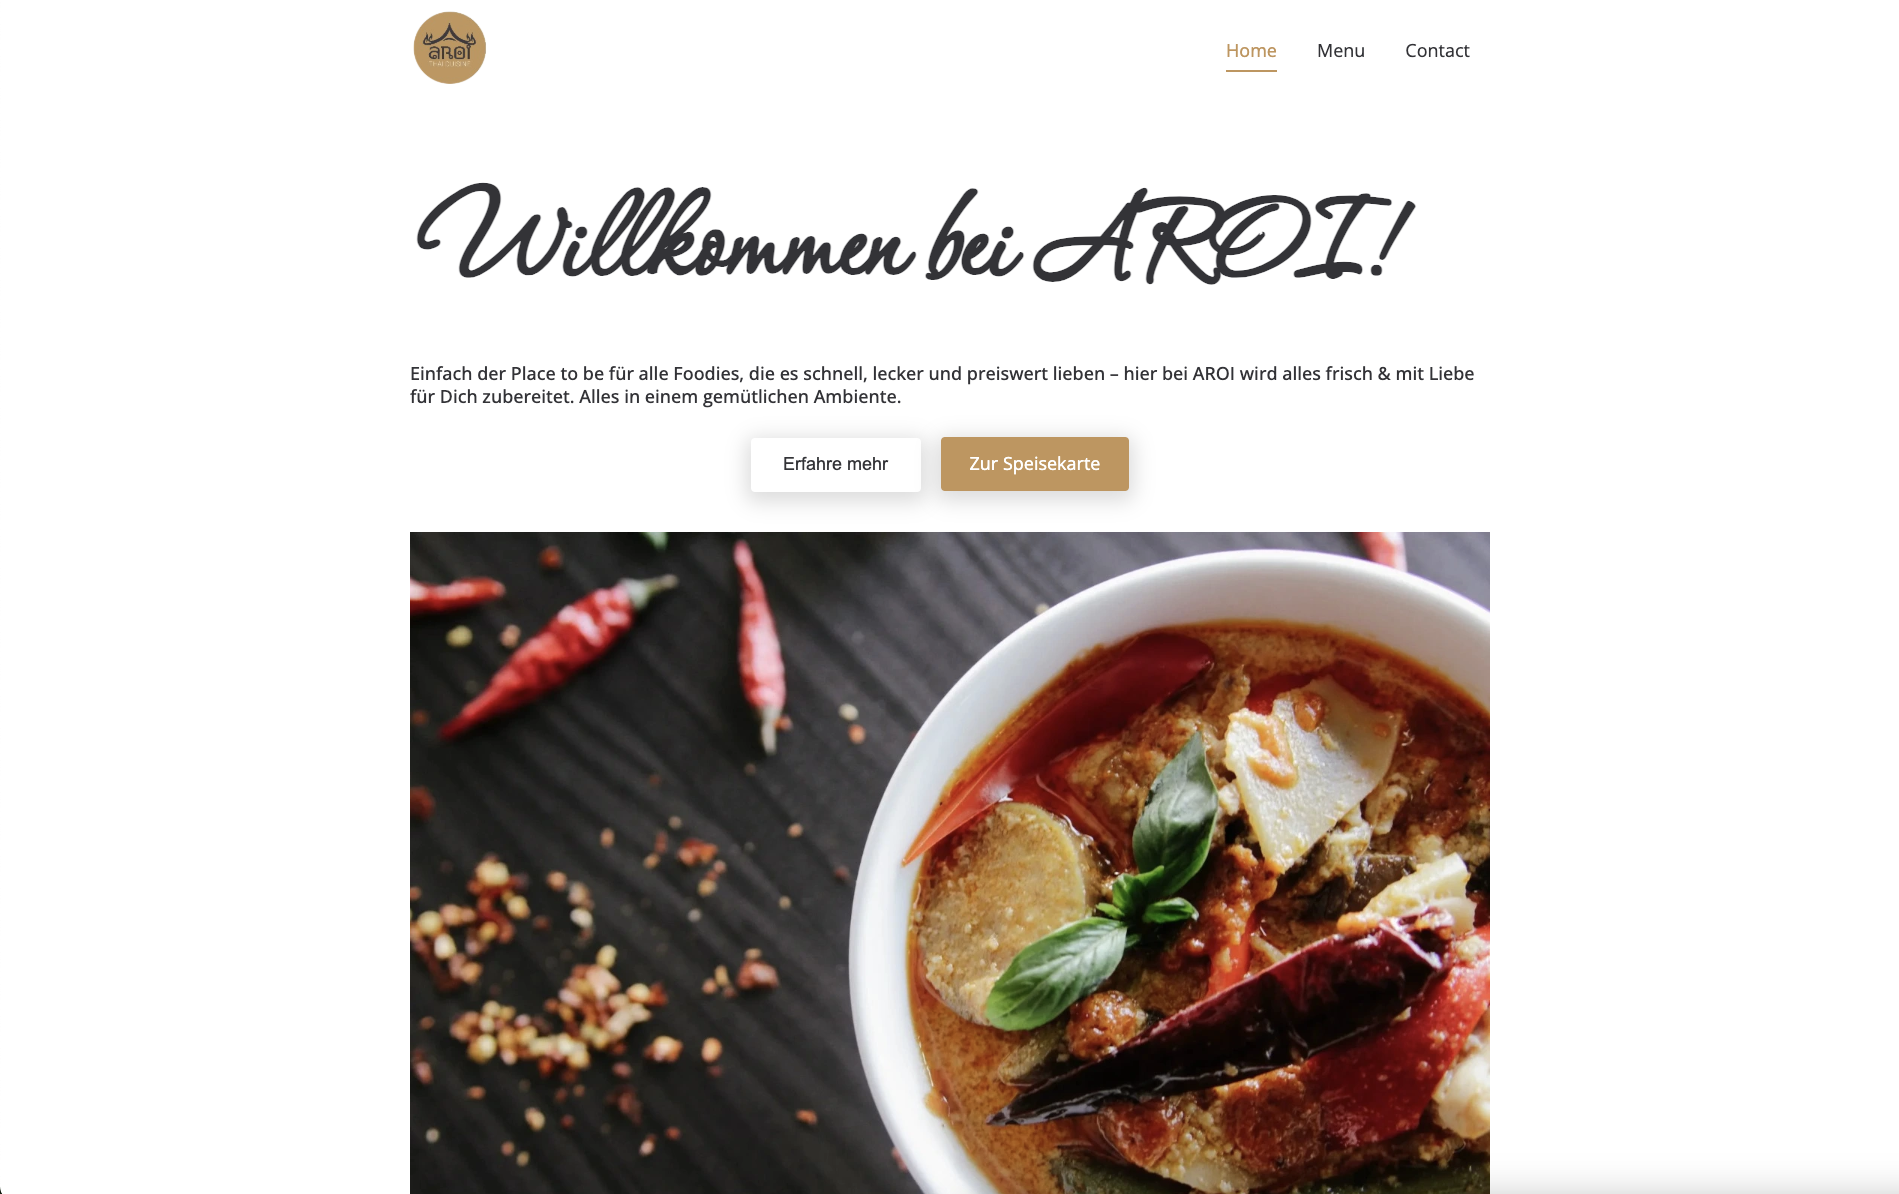 AROI
THAI CUISINE
Home Menu Contact
Willkommen bei AROI!
Einfach der Place to be für alle Foodies, die es schnell, lecker und preiswert lieben – hier bei AROI wird alles frisch & mit Liebe
für Dich zubereitet. Alles in einem gemütlichen Ambiente.
Erfahre mehr Zur Speisekarte